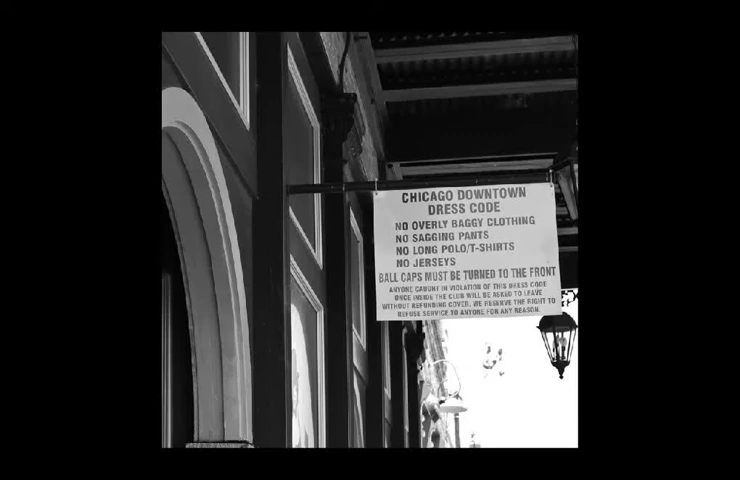 CHICAGO DOWNTOWN
DRESS CODE
NO OVERLY BAGGY CLOTHING
NO SAGGING PANTS
NO LONG POLO/T-SHIRTS
NO JERSEYS
BALL CAPS MUST BE TURNED TO THE FRONT
ANYONE CAUGHT IN VIOLATION OF THIS DRESS CODE
ONCE INSIDE THE CLUB WILL BE ASKED TO LEAVE
WITHOUT REFUNDING COVER. WE RESERVE THE RIGHT TO
REFUSE SERVICE TO ANYONE FOR ANY REASON.